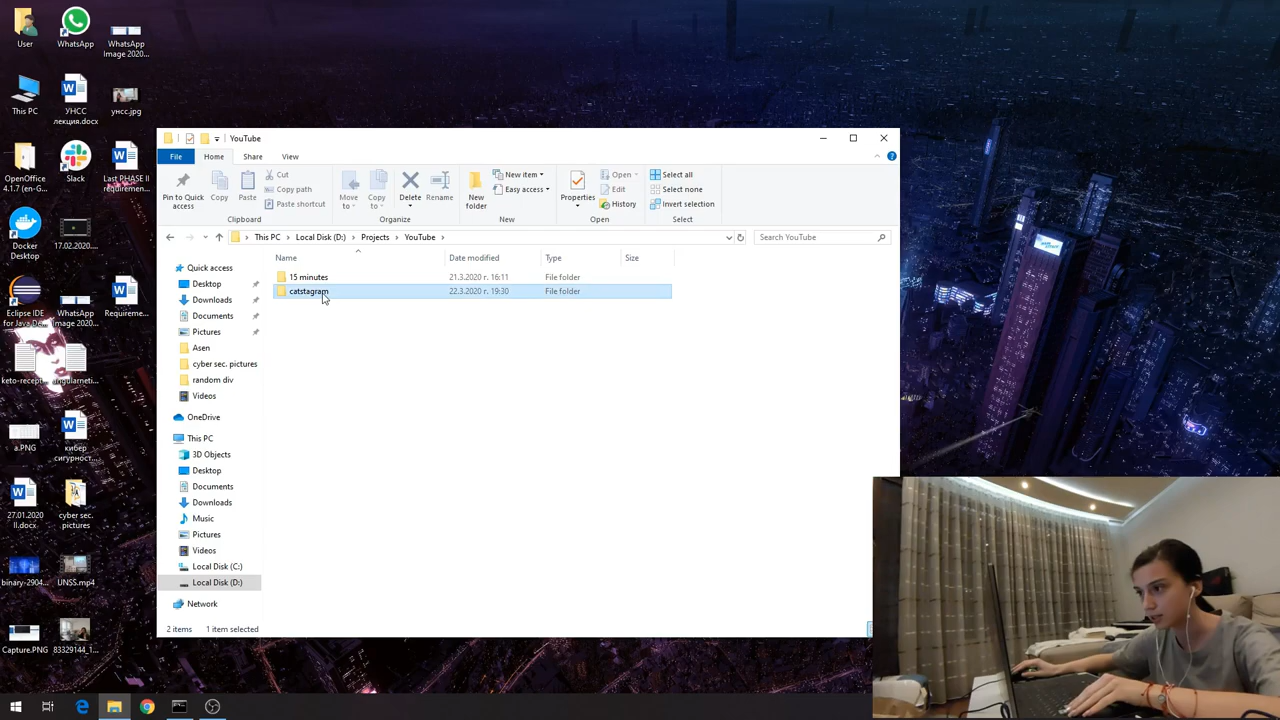 User
WhatsApp
WhatsApp
Image 2020...
This PC
УНСС
лекция.docx
унсс.jpg
OpenOffice
4.1.7 (en-G...
Slack
Last PHASE II
requiremen...
Docker
Desktop
17.02.2020....
Eclipse IDE
for Java De...
WhatsApp
Image 2020...
Requireme...
keto-recept...
angularneti...
a.PNG
кибер
сигурност...
27.01.2020
II.docx
cyber sec.
pictures
binary-2904...
UNSS.mp4
Capture.PNG
83329144_1...
YouTube
File
Home
Share
View
Pin to Quick
access
Copy
Paste
Cut
Copy path
Paste shortcut
Clipboard
Move
to
Copy
to
Delete
Rename
Organize
New
folder
New item
Easy access
New
Properties
Open
Edit
History
Open
Select all
Select none
Invert selection
Select
This PC
Local Disk (D:)
Projects
YouTube
Search YouTube
Name
Date modified
Type
Size
15 minutes
21.3.2020 г. 16:11
File folder
catstagram
22.3.2020 г. 19:30
File folder
Quick access
Desktop
Downloads
Documents
Pictures
Asen
cyber sec. pictures
random div
Videos
OneDrive
This PC
3D Objects
Desktop
Documents
Downloads
Music
Pictures
Videos
Local Disk (C:)
Local Disk (D:)
Network
2 items
1 item selected